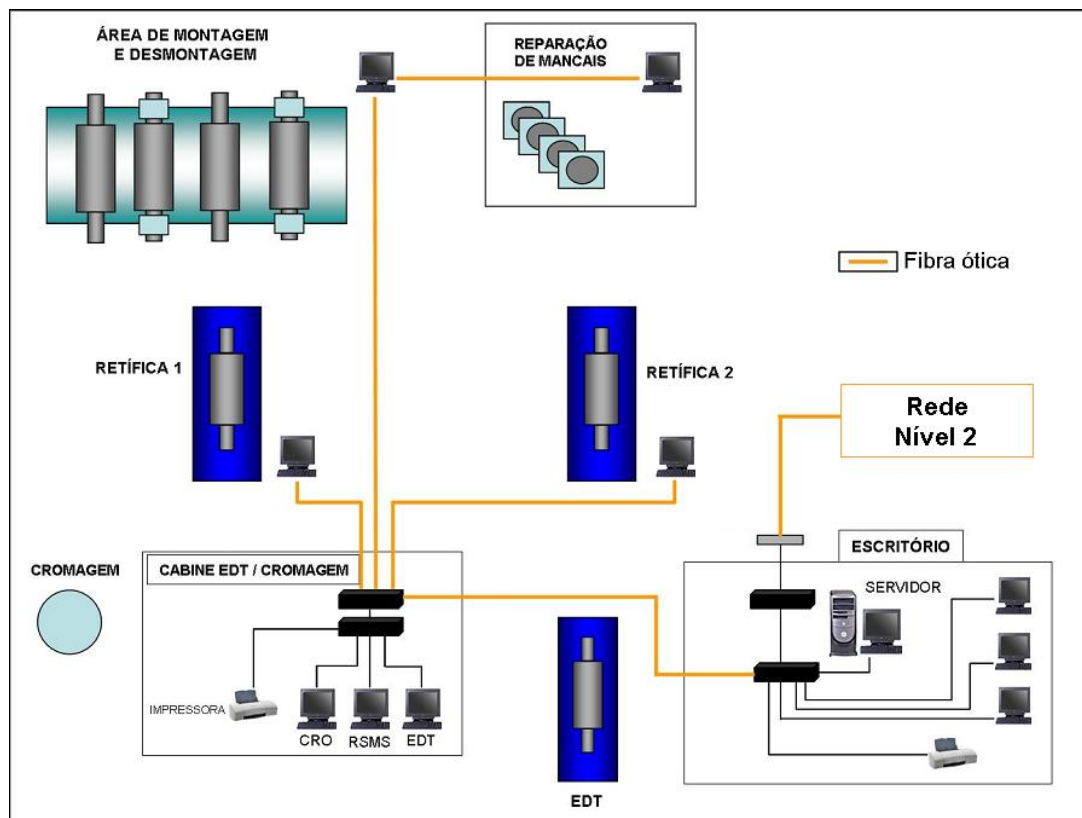 ÁREA DE MONTAGEM
E DESMONTAGEM
REPARAÇÃO
DE MANCAIS
Fibra ótica
RETÍFICA 1
RETÍFICA 2
Rede
Nível 2
CROMAGEM
CABINE EDT / CROMAGEM
ESCRITÓRIO
SERVIDOR
IMPRESSORA
CRO
RSMS
EDT
EDT